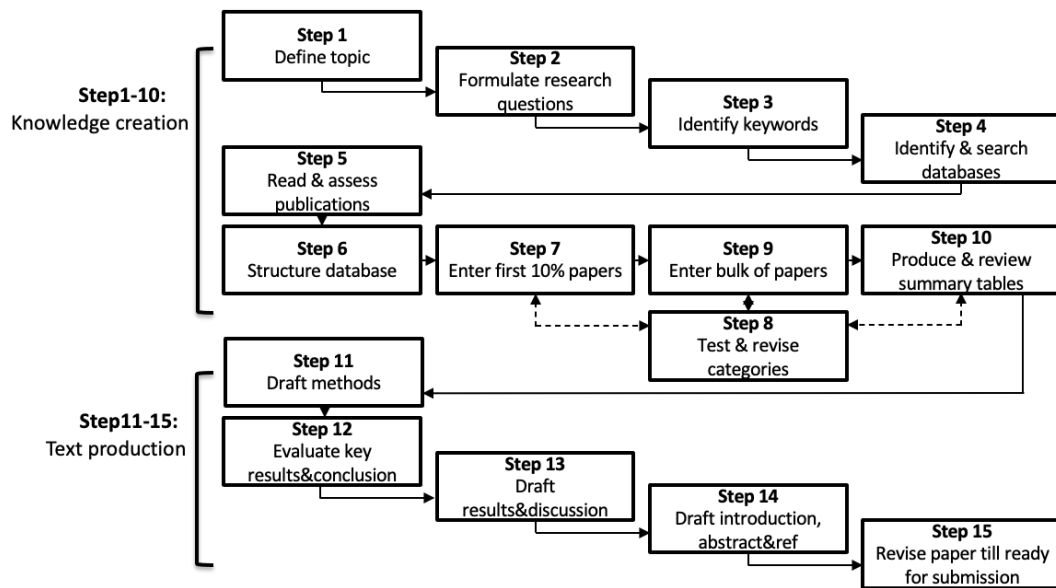 Step 1
Define topic
Step 2
Formulate research
questions
Step1-10:
Knowledge creation
Step 3
Identify keywords
Step 4
Identify & search
databases
Step 5
Read & assess
publications
Step 6
Structure database
Step 7
Enter first 10% papers
Step 9
Enter bulk of papers
Step 10
Produce & review
summary tables
Step 8
Test & revise
categories
Step 11
Draft methods
Step11-15:
Text production
Step 12
Evaluate key
results&conclusion
Step 13
Draft
results&discussion
Step 14
Draft introduction,
abstract&ref
Step 15
Revise paper till ready
for submission